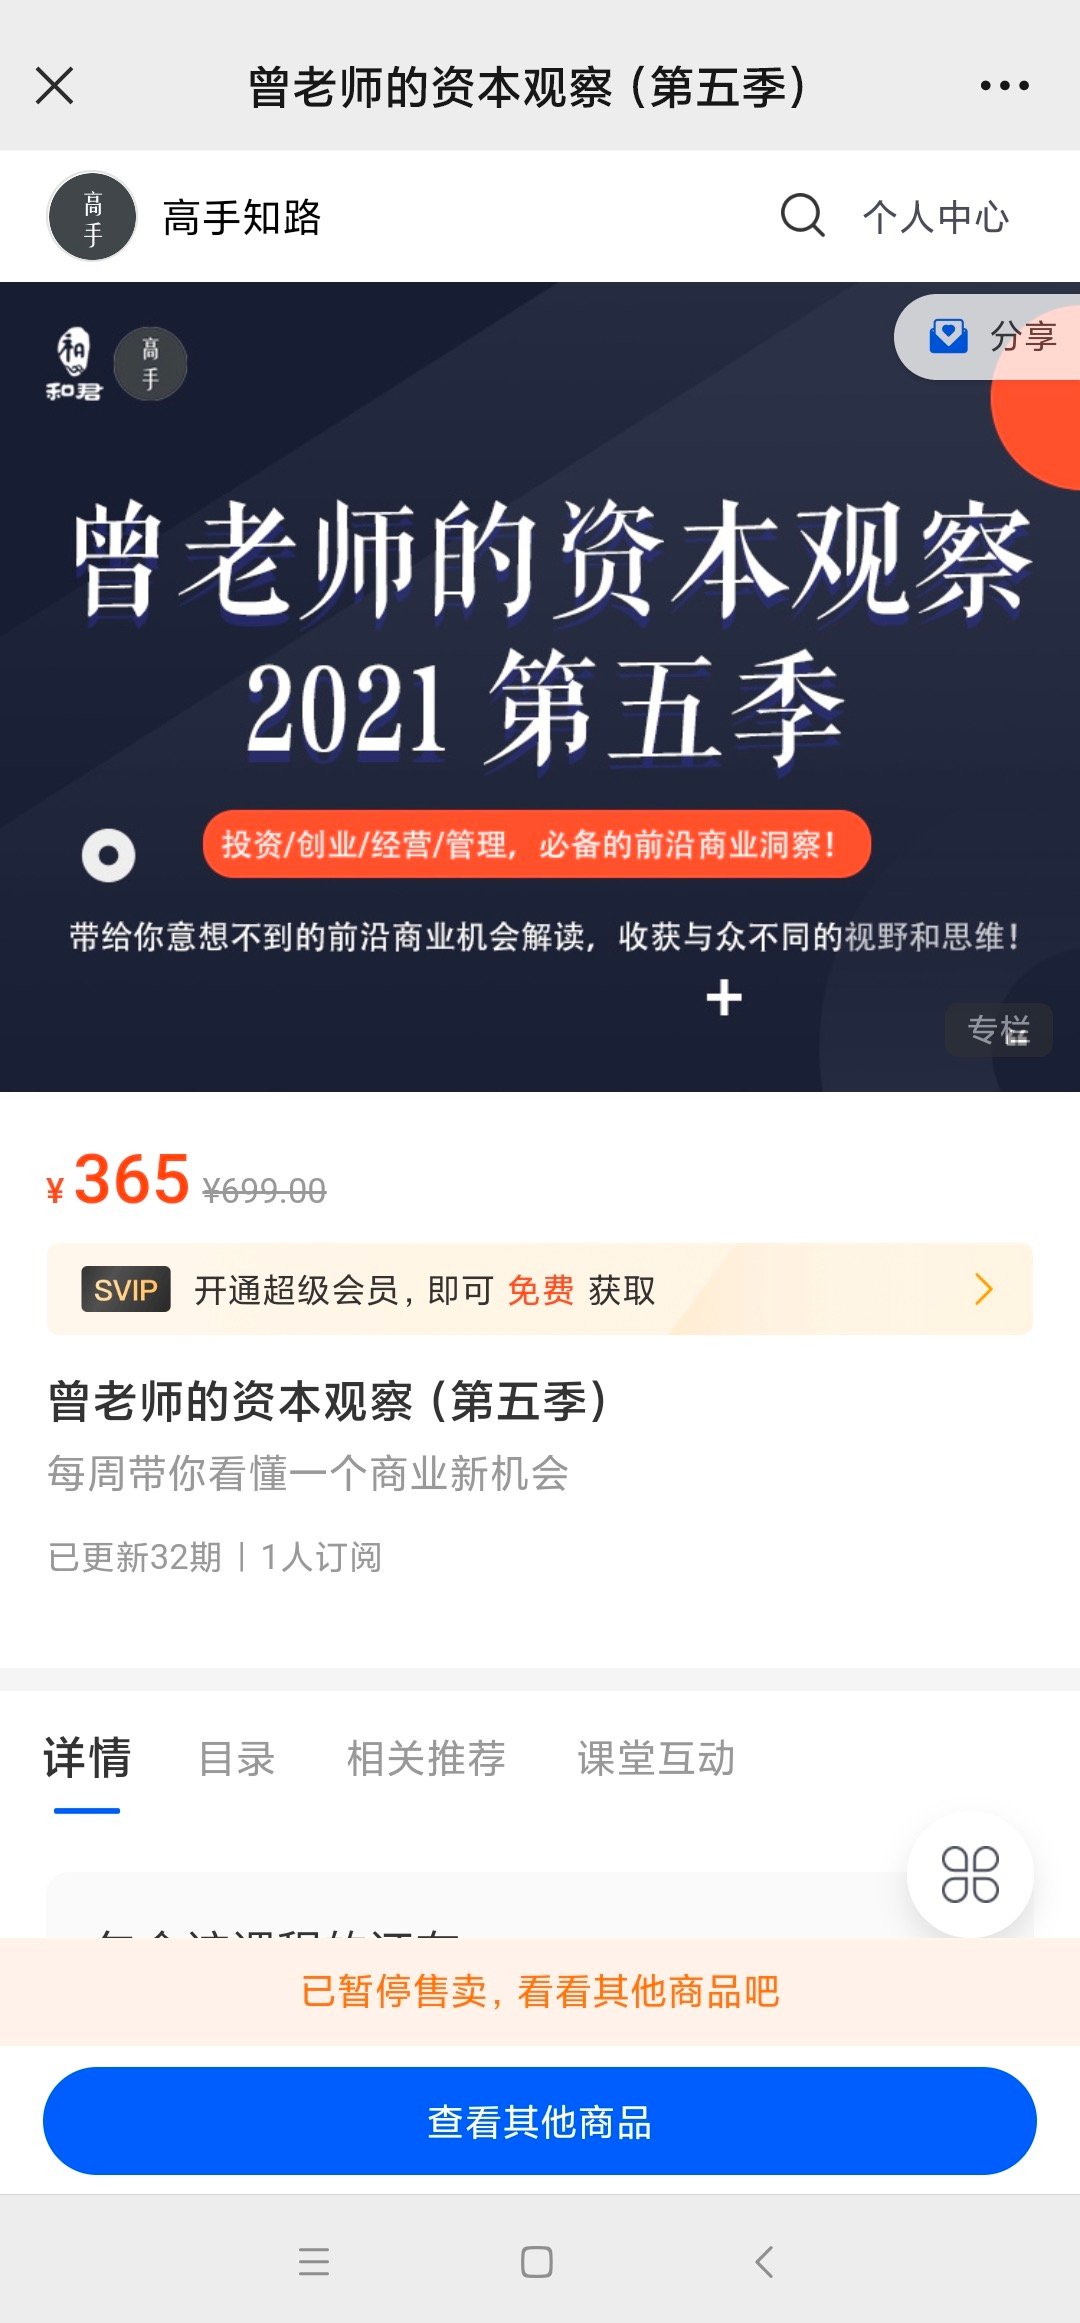 曾老师的资本观察（第五季）
高手
高手知路
个人中心
和
和君
高手
分享
曾老师的资本观察
2021 第五季
投资/创业/经营/管理，必备的前沿商业洞察！
带给你意想不到的前沿商业机会解读，收获与众不同的视野和思维！
专栏
¥365 ¥699.00
SVIP 开通超级会员，即可 免费 获取
曾老师的资本观察（第五季）
每周带你看懂一个商业新机会
已更新32期 | 1人订阅
详情 目录 相关推荐 课堂互动
已暂停售卖，看看其他商品吧
查看其他商品